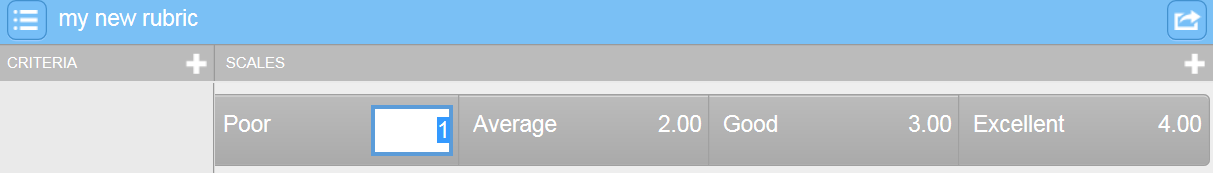 my new rubric
CRITERIA SCALES
Poor 1 Average 2.00 Good 3.00 Excellent 4.00